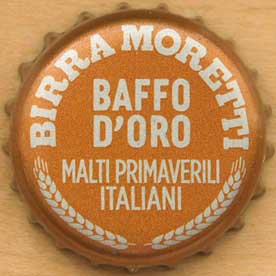 BIRRA MORETTI
BAFFO
D'ORO
MALTI PRIMAVERILI
ITALIANI